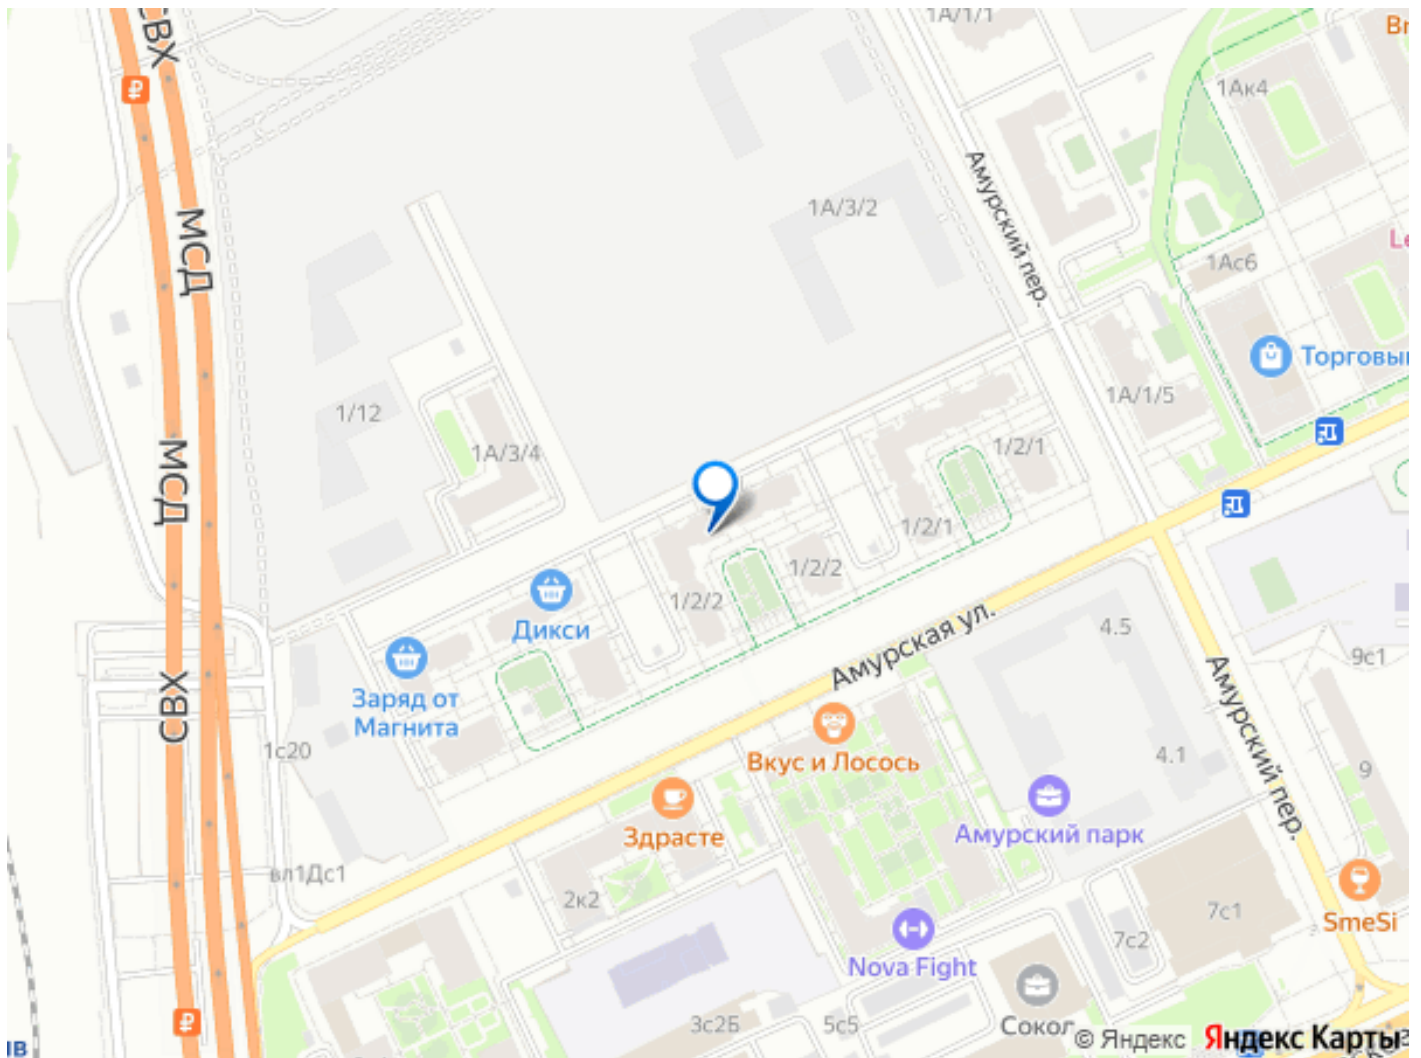 СВХ
1А/1/1
1Ак4
МСД
Амурский пер.
1А/3/2
1Ас6
Торговы
1/12
1А/3/4
1А/1/5
МСД
1/2/1
1/2/1
1/2/2
1/2/2
Дикси
Заряд от
Магнита
СВХ
1с20
Амурская ул.
4.5
9с1
Амурский пер.
Вкус и Лосось
4.1
9
Здрасте
Амурский парк
вл1Дс1
2к2
7с1
SmeSi
7с2
Nova Fight
3с2Б
5с5
Сокол
© Яндекс
Яндекс Карты